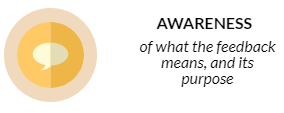 AWARENESS
of what the feedback
means, and its
purpose